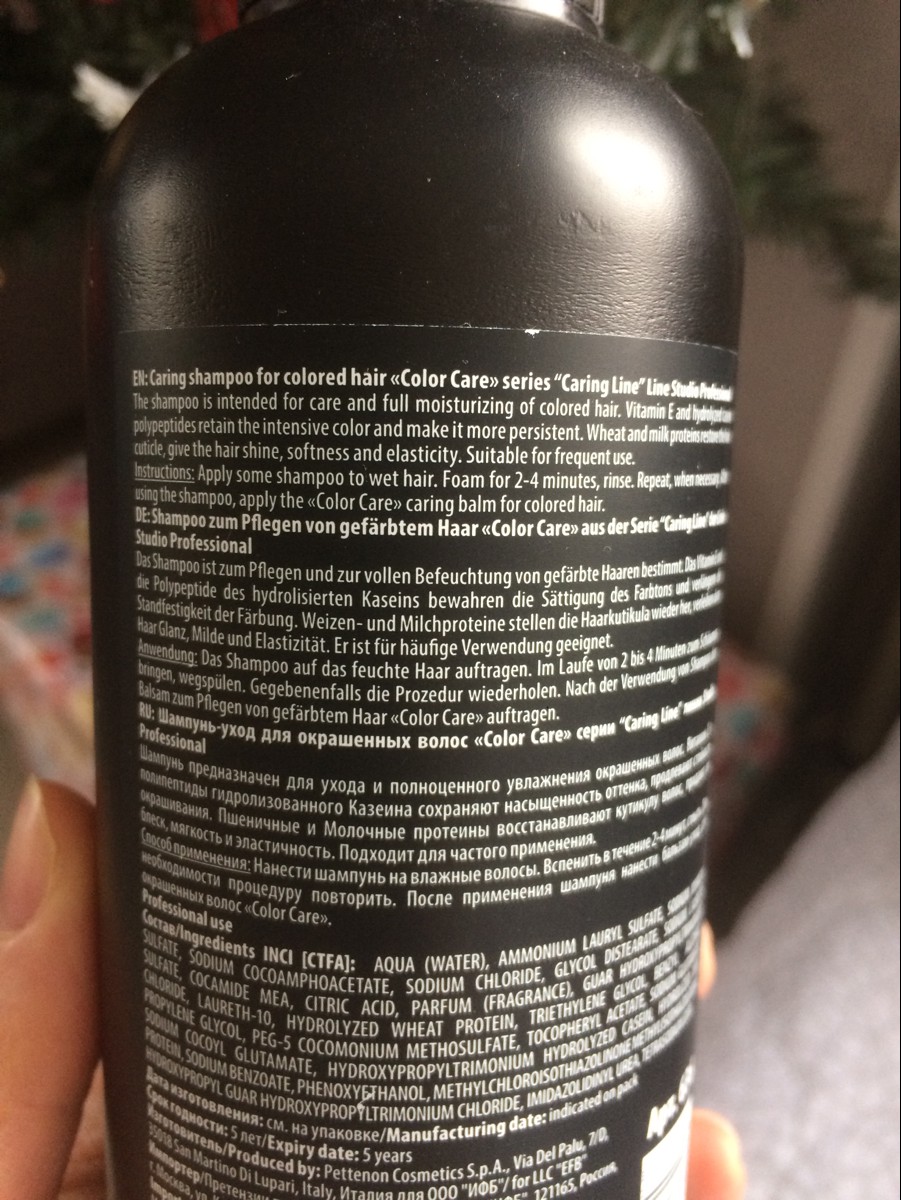 EN: Caring shampoo for colored hair «Color Care» series “Caring Line” Line Studio Professional
The shampoo is intended for care and full moisturizing of colored hair. Vitamin E and hydrolyzed
polypeptides retain the intensive color and make it more persistent. Wheat and milk proteins restore the
cuticle, give the hair shine, softness and elasticity. Suitable for frequent use.
Instructions: Apply some shampoo to wet hair. Foam for 2-4 minutes, rinse. Repeat, when necessary.
using the shampoo, apply the «Color Care» caring balm for colored hair.
DE: Shampoo zum Pflegen von gefärbtem Haar «Color Care» aus der Serie “Caring Line”
Studio Professional
Das Shampoo ist zum Pflegen und zur vollen Befeuchtung von gefärbte Haaren bestimmt. Das
die Polypeptide des hydrolisierten Kaseins bewahren die Sättigung des Farbtons und
Standfestigkeit der Färbung. Weizen- und Milchproteine stellen die Haarkutikula wieder her,
Haar Glanz, Milde und Elastizität. Er ist für häufige Verwendung geeignet.
Anwendung: Das Shampoo auf das feuchte Haar auftragen. Im Laufe von 2 bis 4 Minuten zum
bringen, wegspülen. Gegebenenfalls die Prozedur wiederholen. Nach der Verwendung von
Balsam zum Pflegen von gefärbtem Haar «Color Care» auftragen.
RU: Шампунь-уход для окрашенных волос «Color Care» серии “Caring Line”
Professional
Шампунь предназначен для ухода и полноценного увлажнения окрашенных волос.
полипептиды гидролизованного Казеина сохраняют насыщенность оттенка,
окрашивания. Пшеничные и Молочные протеины восстанавливают кутикулу волос,
блеск, мягкость и эластичность. Подходит для частого применения.
Способ применения: Нанести шампунь на влажные волосы. Вспенить в течение 2-4 минут,
необходимости процедуру повторить. После применения шампуня нанести бальзам
окрашенных волос «Color Care».
Professional use
Состав/Ingredients INCI [CTFA]: AQUA (WATER), AMMONIUM LAURYL SULFATE, SODIUM
SULFATE, SODIUM COCOAMPHOACETATE, SODIUM CHLORIDE, GLYCOL DISTEARATE, SODIUM
SULFATE, COCAMIDE MEA, CITRIC ACID, PARFUM (FRAGRANCE), GUAR
CHLORIDE, LAURETH-10, HYDROLYZED WHEAT PROTEIN, TRIETHYLENE GLYCOL,
PROPYLENE GLYCOL, PEG-5 COCOMONIUM METHOSULFATE, TOCOPHERYL ACETATE,
SODIUM COCOYL GLUTAMATE, HYDROXYPROPYLTRIMONIUM HYDROLYZED CASEIN,
PROTEIN, SODIUM BENZOATE, PHENOXYETHANOL, METHYLCHLOROISOTHIAZOLINONE
HYDROXYPROPYL GUAR HYDROXYPROPYLTRIMONIUM CHLORIDE, IMIDAZOLIDINYL UREA,
Дата изготовления: см. на упаковке/Manufacturing date: indicated on pack
Срок годности: 5 лет/Expiry date: 5 years
Изготовитель/Produced by: Pettenon Cosmetics S.p.A., Via Del Palu, 7/D,
35018 San Martino Di Lupari, Italy, Италия для ООО "ИФБ"/ for LLC "EFB"
Импортер/Претензии 121165, Россия,
г. Москва, ул.
Арт.